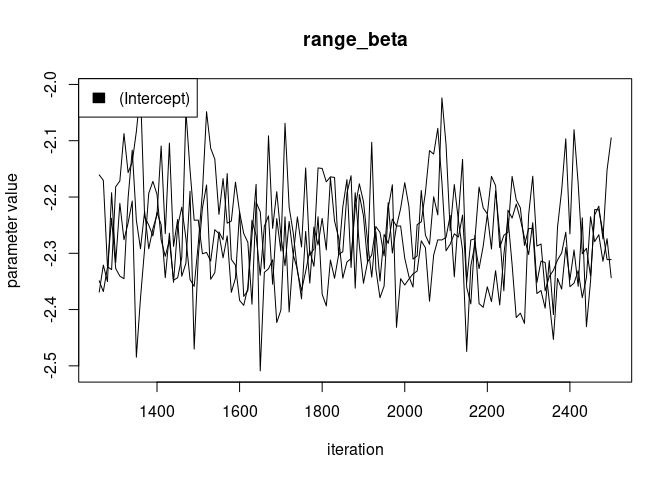 range_beta
(Intercept)
parameter value
-2.0
-2.1
-2.2
-2.3
-2.4
-2.5
1400 1600 1800 2000 2200 2400
iteration